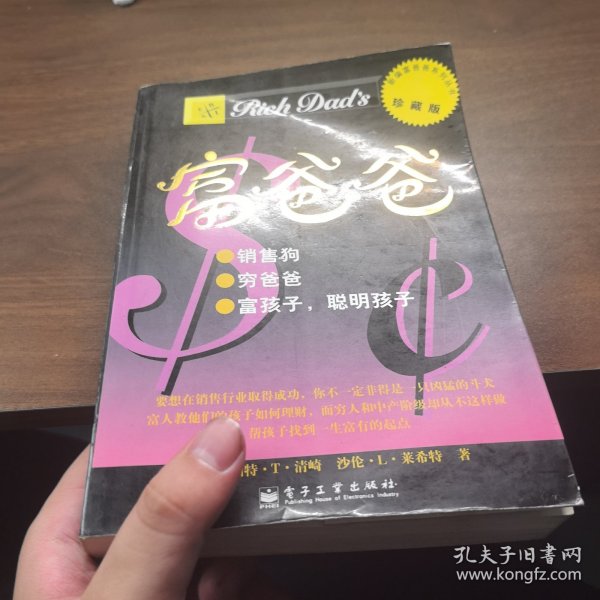 Rich Dad's
珍藏版
富爸爸
●销售狗
●穷爸爸
●富孩子，聪明孩子
要想在销售行业取得成功，你不一定非得是一只凶猛的斗犬
富人教他们的孩子如何理财，而穷人和中产阶级却从不这样做
帮孩子找到一生富有的起点
特·T·清崎 沙伦·L·莱希特 著
PHEI
电子工业出版社
Publishing House of Electronics Industry
孔夫子旧书网
www.kongfz.com